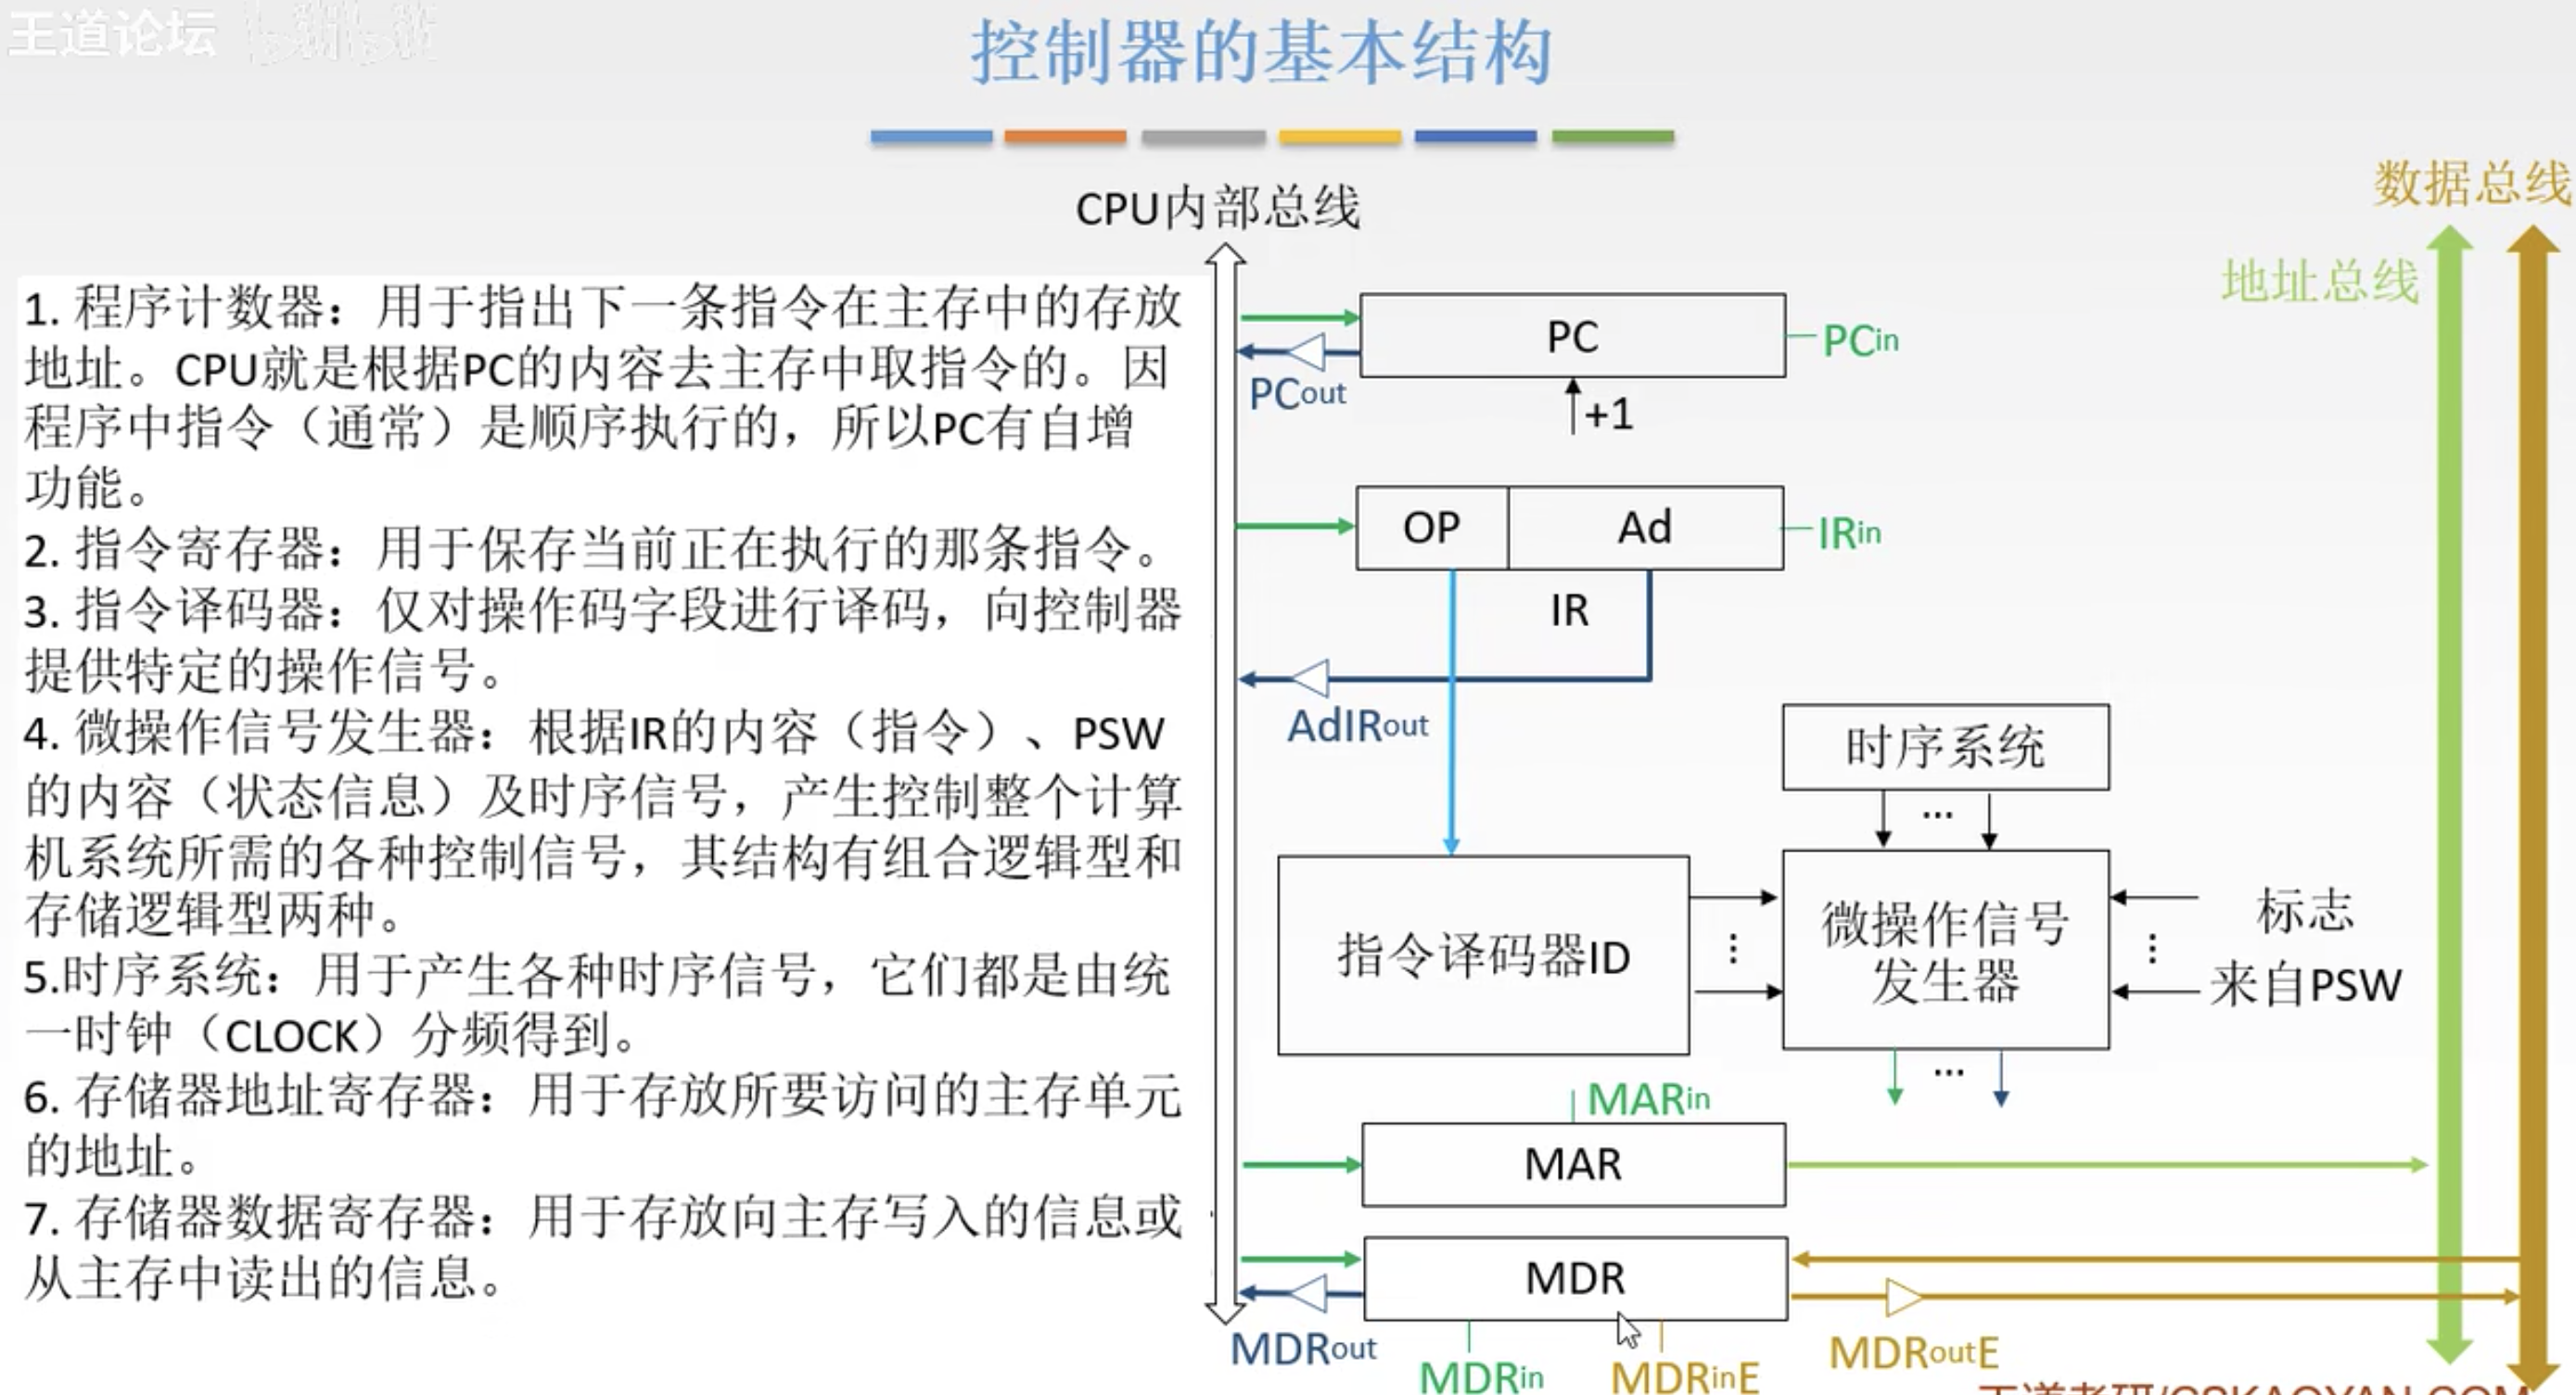 王道论坛
控制器的基本结构
CPU内部总线
数据总线
地址总线
1. 程序计数器：用于指出下一条指令在主存中的存放
地址。CPU就是根据PC的内容去主存中取指令的。因
程序中指令（通常）是顺序执行的，所以PC有自增
功能。
2. 指令寄存器：用于保存当前正在执行的那条指令。
3. 指令译码器：仅对操作码字段进行译码，向控制器
提供特定的操作信号。
4. 微操作信号发生器：根据IR的内容（指令）、PSW
的内容（状态信息）及时序信号，产生控制整个计算
机系统所需的各种控制信号，其结构有组合逻辑型和
存储逻辑型两种。
5.时序系统：用于产生各种时序信号，它们都是由统
一时钟（CLOCK）分频得到。
6. 存储器地址寄存器：用于存放所要访问的主存单元
的地址。
7. 存储器数据寄存器：用于存放向主存写入的信息或
从主存中读出的信息。
PC
PCin
PCout
+1
OP
Ad
IRin
IR
AdIRout
时序系统
...
指令译码器ID
...
微操作信号
发生器
...
标志
来自PSW
...
MARin
MAR
MDR
MDRout
MDRin
MDRinE
MDRoutE